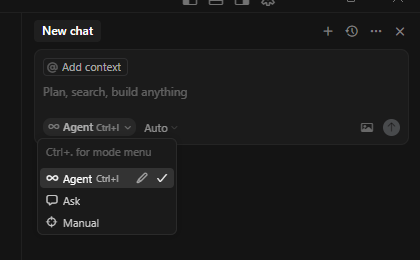 New chat
@ Add context
Plan, search, build anything
Agent Ctrl+I Auto
Ctrl+. for mode menu
Agent Ctrl+I
Ask
Manual